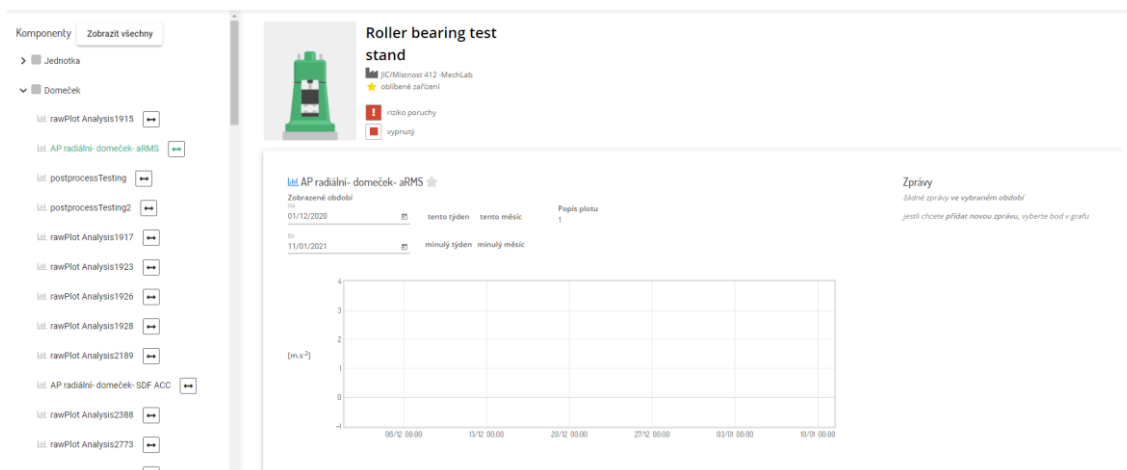 Komponenty Zobrazit všechny
Jednotka
Domeček
rawPlot Analysis1915
AP radiální- domeček- aRMS
postprocessTesting
postprocessTesting2
rawPlot Analysis1917
rawPlot Analysis1923
rawPlot Analysis1926
rawPlot Analysis1928
rawPlot Analysis2189
AP radiální- domeček- SDF ACC
rawPlot Analysis2388
rawPlot Analysis2773
Roller bearing test
stand
JIC/Místnost 412 -MechLab
oblíbené zařízení
riziko poruchy
vypnutý
AP radiální- domeček- aRMS
Zobrazené období
Od
01/12/2020
tento týden tento měsíc
Popis plotu
1
Do
11/01/2021
minulý týden minulý měsíc
Zprávy
žádné zprávy ve vybraném období
jestli chcete přidat novou zprávu, vyberte bod v grafu
4
3
2
[m.s⁻²]
1
0
-1
06/12 00:00 13/12 00:00 20/12 00:00 27/12 00:00 03/01 00:00 10/01 00:00